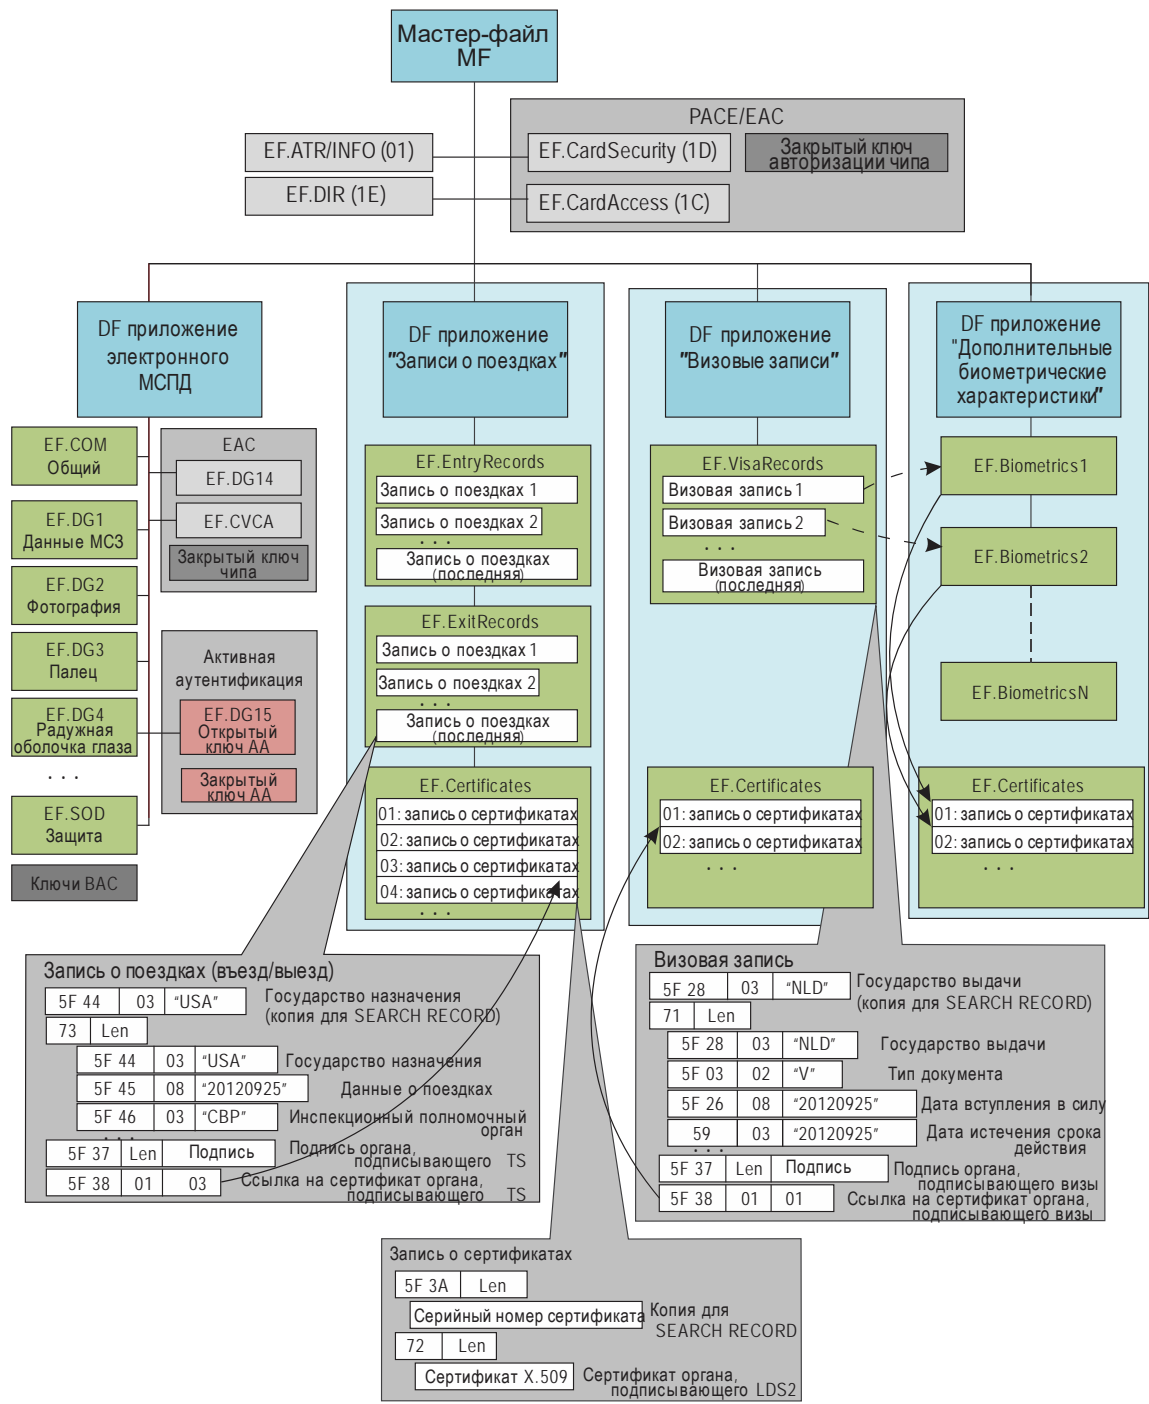 Мастер-файл
MF
PACE/EAC
EF.ATR/INFO (01)
EF.CardSecurity (1D)
Закрытый ключ
авторизации чипа
EF.DIR (1E)
EF.CardAccess (1C)
DF приложение
электронного
МСПД
DF приложение
"Записи о поездках"
DF приложение
"Визовые записи"
DF приложение
"Дополнительные
биометрические
характеристики"
EF.COM
Общий
EF.DG1
Данные МСЗ
EF.DG2
Фотография
EF.DG3
Палец
EF.DG4
Радужная
оболочка глаза
. . .
EF.SOD
Защита
Ключи BAC
EAC
EF.DG14
EF.CVCA
Закрытый ключ
чипа
Активная
аутентификация
EF.DG15
Открытый
ключ AA
Закрытый
ключ AA
EF.EntryRecords
Запись о поездках 1
Запись о поездках 2
. . .
Запись о поездках
(последняя)
EF.ExitRecords
Запись о поездках 1
Запись о поездках 2
. . .
Запись о поездках
(последняя)
EF.Certificates
01: запись о сертификатах
02: запись о сертификатах
03: запись о сертификатах
04: запись о сертификатах
. . .
EF.VisaRecords
Визовая запись 1
Визовая запись 2
. . .
Визовая запись
(последняя)
EF.Certificates
01: запись о сертификатах
02: запись о сертификатах
. . .
EF.Biometrics1
EF.Biometrics2
EF.BiometricsN
EF.Certificates
01: запись о сертификатах
02: запись о сертификатах
. . .
Запись о поездках (въезд/выезд)
5F 44 03 "USA" Государство назначения
(копия для SEARCH RECORD)
73 Len
5F 44 03 "USA" Государство назначения
5F 45 08 "20120925" Данные о поездках
5F 46 03 "CBP" Инспекционный полномочный
орган
. . .
5F 37 Len Подпись Подпись органа,
подписывающего TS
5F 38 01 03 Ссылка на сертификат органа,
подписывающего TS
Визовая запись
5F 28 03 "NLD" Государство выдачи
(копия для SEARCH RECORD)
71 Len
5F 28 03 "NLD" Государство выдачи
5F 03 02 "V" Тип документа
5F 26 08 "20120925" Дата вступления в силу
59 03 "20120925" Дата истечения срока
действия
. . .
5F 37 Len Подпись Подпись органа,
подписывающего визы
5F 38 01 01 Ссылка на сертификат органа,
подписывающего визы
Запись о сертификатах
5F 3A Len
Серийный номер сертификата Копия для
SEARCH RECORD
72 Len
Сертификат X.509 Сертификат органа,
подписывающего LDS2